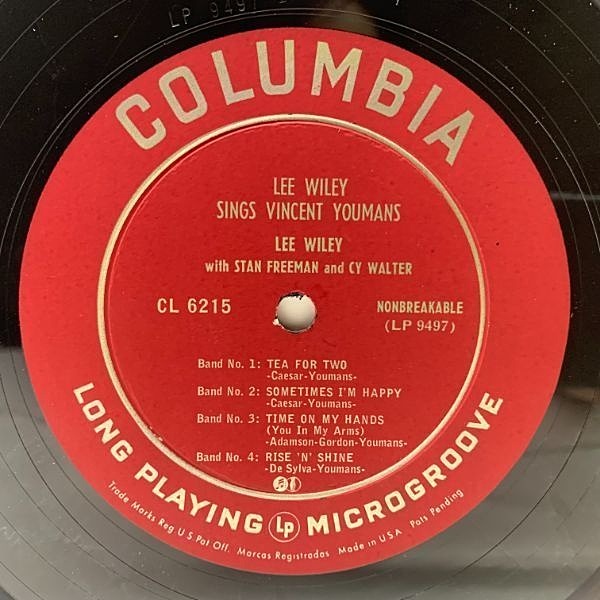 LP 9497
COLUMBIA
LEE WILEY
SINGS VINCENT YOUMANS
LEE WILEY
with STAN FREEMAN and CY WALTER
CL 6215
NONBREAKABLE
(LP 9497)
Band No. 1: TEA FOR TWO
-Caesar-Youmans-
Band No. 2: SOMETIMES I'M HAPPY
-Caesar-Youmans-
Band No. 3: TIME ON MY HANDS
(You In My Arms)
-Adamson-Gordon-Youmans-
Band No. 4: RISE 'N' SHINE
-De Sylva-Youmans-
LONG PLAYING Lp MICROGROOVE
Trade Marks Reg. U S Pat Off. Marcas Registradas Made in U.S.A. Pats Pending